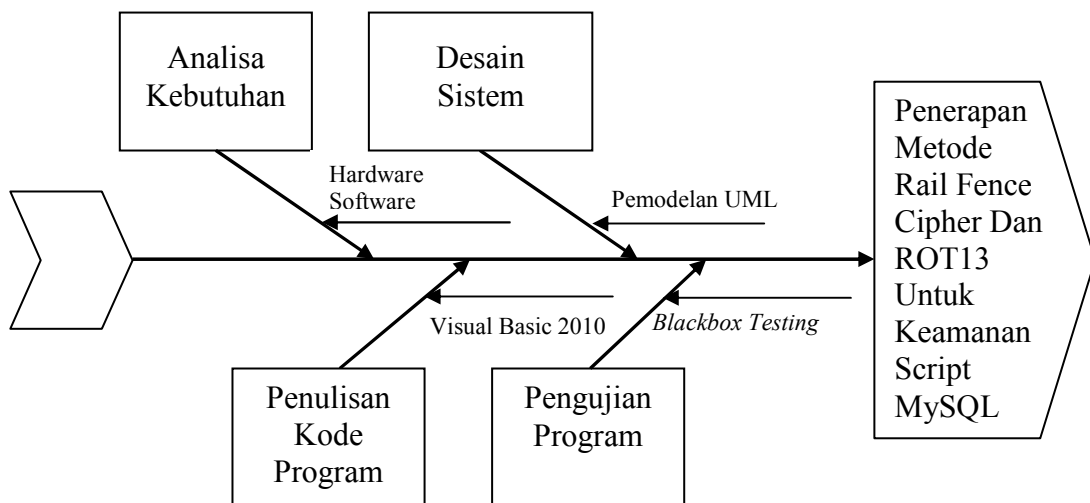 Analisa
Kebutuhan
Desain
Sistem
Hardware
Software
Pemodelan UML
Visual Basic 2010
Blackbox Testing
Penulisan
Kode
Program
Pengujian
Program
Penerapan
Metode
Rail Fence
Cipher Dan
ROT13
Untuk
Keamanan
Script
MySQL